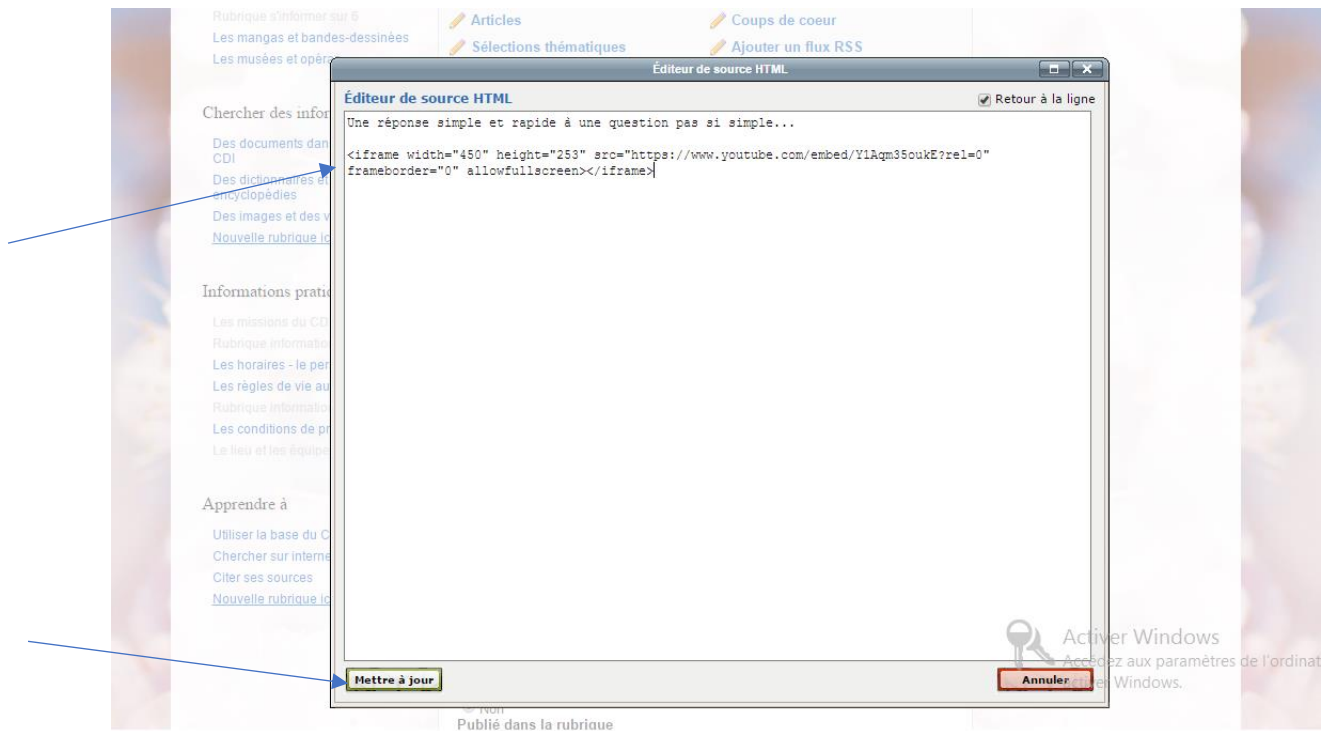 Rubrique s'informer sur 6
Les mangas et bandes-dessinées
Les musées et opéras
Articles
Coups de coeur
Sélections thématiques
Ajouter un flux RSS
Chercher des infor
Des documents dan
CDI
Des dictionnaires et
encyclopédies
Des images et des v
Nouvelle rubrique ic
Informations pratiq
Les missions du CD
Rubrique informatio
Les horaires - le per
Les règles de vie au
Rubrique informatio
Les conditions de pr
Le lieu et les équipe
Apprendre à
Utiliser la base du C
Chercher sur interne
Citer ses sources
Nouvelle rubrique ic
Éditeur de source HTML
Éditeur de source HTML
Retour à la ligne
Une réponse simple et rapide à une question pas si simple...
<iframe width="450" height="253" src="https://www.youtube.com/embed/Y1Aqm35oukE?rel=0"
frameborder="0" allowfullscreen></iframe>
Mettre à jour
Annuler
Activer Windows
Accédez aux paramètres de l'ordinat
activer Windows.
Non
Publié dans la rubrique